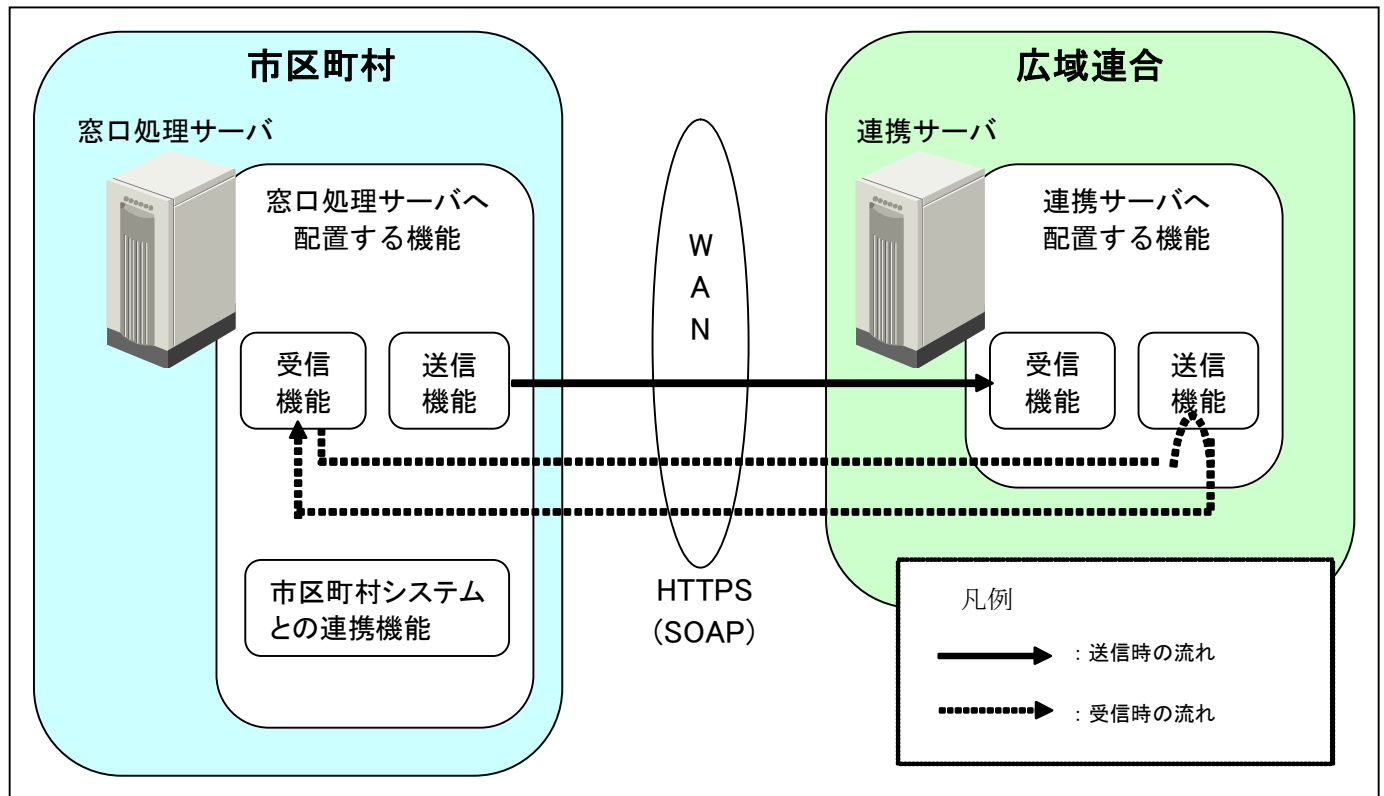 市区町村
窓口処理サーバ
窓口処理サーバへ
配置する機能
受信
機能
送信
機能
市区町村システム
との連携機能
W
A
N
HTTPS
(SOAP)
広域連合
連携サーバ
連携サーバへ
配置する機能
受信
機能
送信
機能
凡例
：送信時の流れ
：受信時の流れ